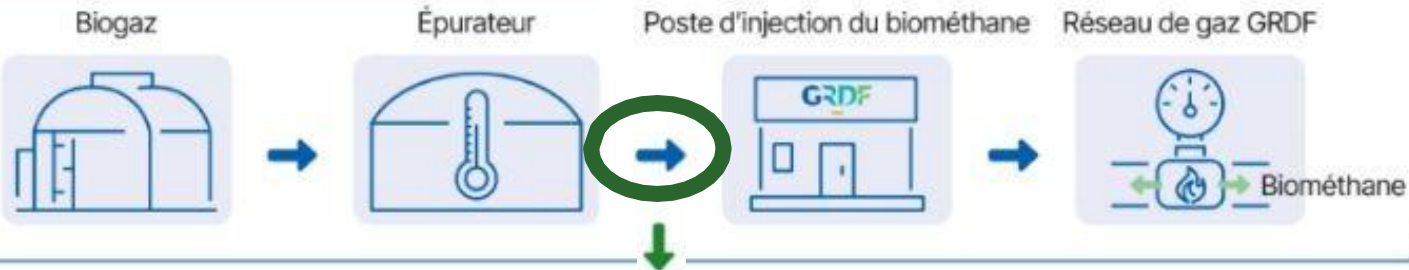 Biogaz
Épurateur
Poste d'injection du biométhane
Réseau de gaz GRDF
GRDF
Biométhane